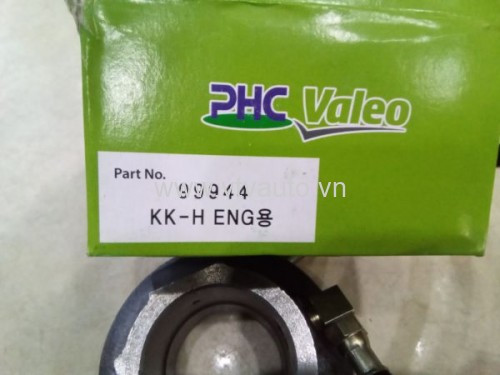 PHC Valeo
Part No.
99944
KK-H ENG용